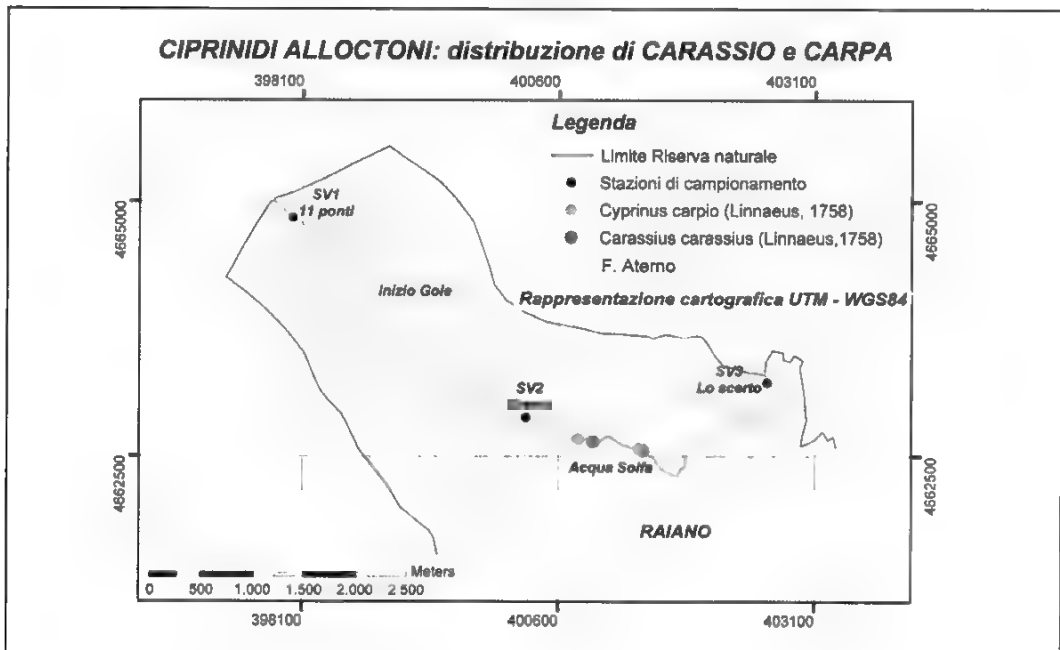 CIPRINIDI ALLOCTONI: distribuzione di CARASSIO e CARPA
398100 400600 403100
Legenda
Limite Riserva naturale
Stazioni di campionamento
Cyprinus carpio (Linnaeus, 1758)
Carassius carassius (Linnaeus,1758)
F. Aterno
Rappresentazione cartografica UTM - WGS84
4665000 4665000
SV1
11 ponti
Inizio Gole
SV2
SV3
Lo scerto
Acqua Solfa
4662500 4662500
RAIANO
Meters
0 500 1.000 1.500 2.000 2 500
398100 400600 403100